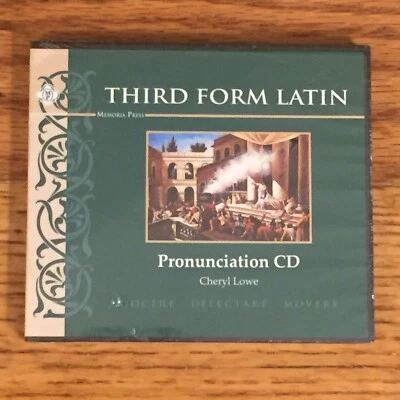 THIRD FORM LATIN
MEMORIA PRESS
Pronunciation CD
Cheryl Lowe
DOCERE DELECTARE MOVERE